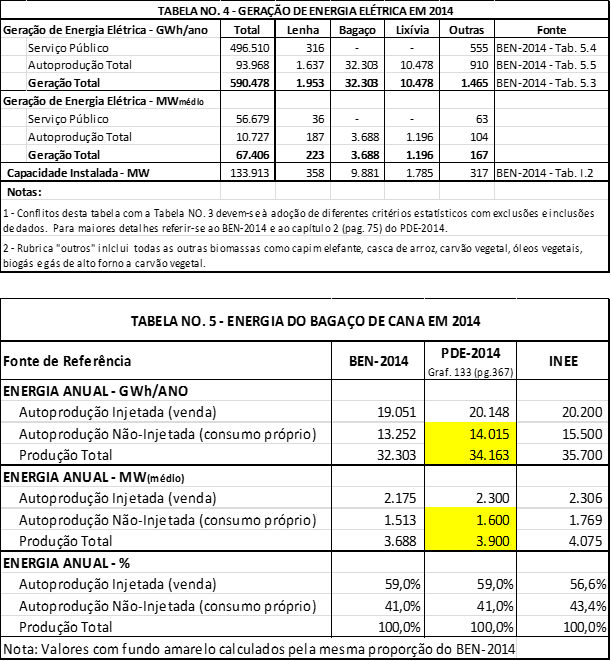 TABELA NO. 4 - GERAÇÃO DE ENERGIA ELÉTRICA EM 2014
Geração de Energia Elétrica - GWh/ano Total Lenha Bagaço Lixívia Outras Fonte
Serviço Público 496.510 316 - - 555 BEN-2014 - Tab. 5.4
Autoprodução Total 93.968 1.637 32.303 10.478 910 BEN-2014 - Tab. 5.5
Geração Total 590.478 1.953 32.303 10.478 1.465 BEN-2014 - Tab. 5.3
Geração de Energia Elétrica - MWmédio
Serviço Público 56.679 36 - - 63
Autoprodução Total 10.727 187 3.688 1.196 104
Geração Total 67.406 223 3.688 1.196 167
Capacidade Instalada - MW 133.913 358 9.881 1.785 317 BEN-2014 - Tab. I.2
Notas:
1 - Conflitos desta tabela com a Tabela NO. 3 devem-se à adoção de diferentes critérios estatísticos com exclusões e inclusões
de dados. Para maiores detalhes referir-se ao BEN-2014 e ao capítulo 2 (pag. 75) do PDE-2014.
2 - Rubrica "outros" inlclui todas as outras biomassas como capim elefante, casca de arroz, carvão vegetal, óleos vegetais,
biogás e gás de alto forno a carvão vegetal.
TABELA NO. 5 - ENERGIA DO BAGAÇO DE CANA EM 2014
Fonte de Referência BEN-2014 PDE-2014 INEE
Graf. 133 (pg.367)
ENERGIA ANUAL - GWh/ANO
Autoprodução Injetada (venda) 19.051 20.148 20.200
Autoprodução Não-Injetada (consumo próprio) 13.252 14.015 15.500
Produção Total 32.303 34.163 35.700
ENERGIA ANUAL - MW(médio)
Autoprodução Injetada (venda) 2.175 2.300 2.306
Autoprodução Não-Injetada (consumo próprio) 1.513 1.600 1.769
Produção Total 3.688 3.900 4.075
ENERGIA ANUAL - %
Autoprodução Injetada (venda) 59,0% 59,0% 56,6%
Autoprodução Não-Injetada (consumo próprio) 41,0% 41,0% 43,4%
Produção Total 100,0% 100,0% 100,0%
Nota: Valores com fundo amarelo calculados pela mesma proporção do BEN-2014